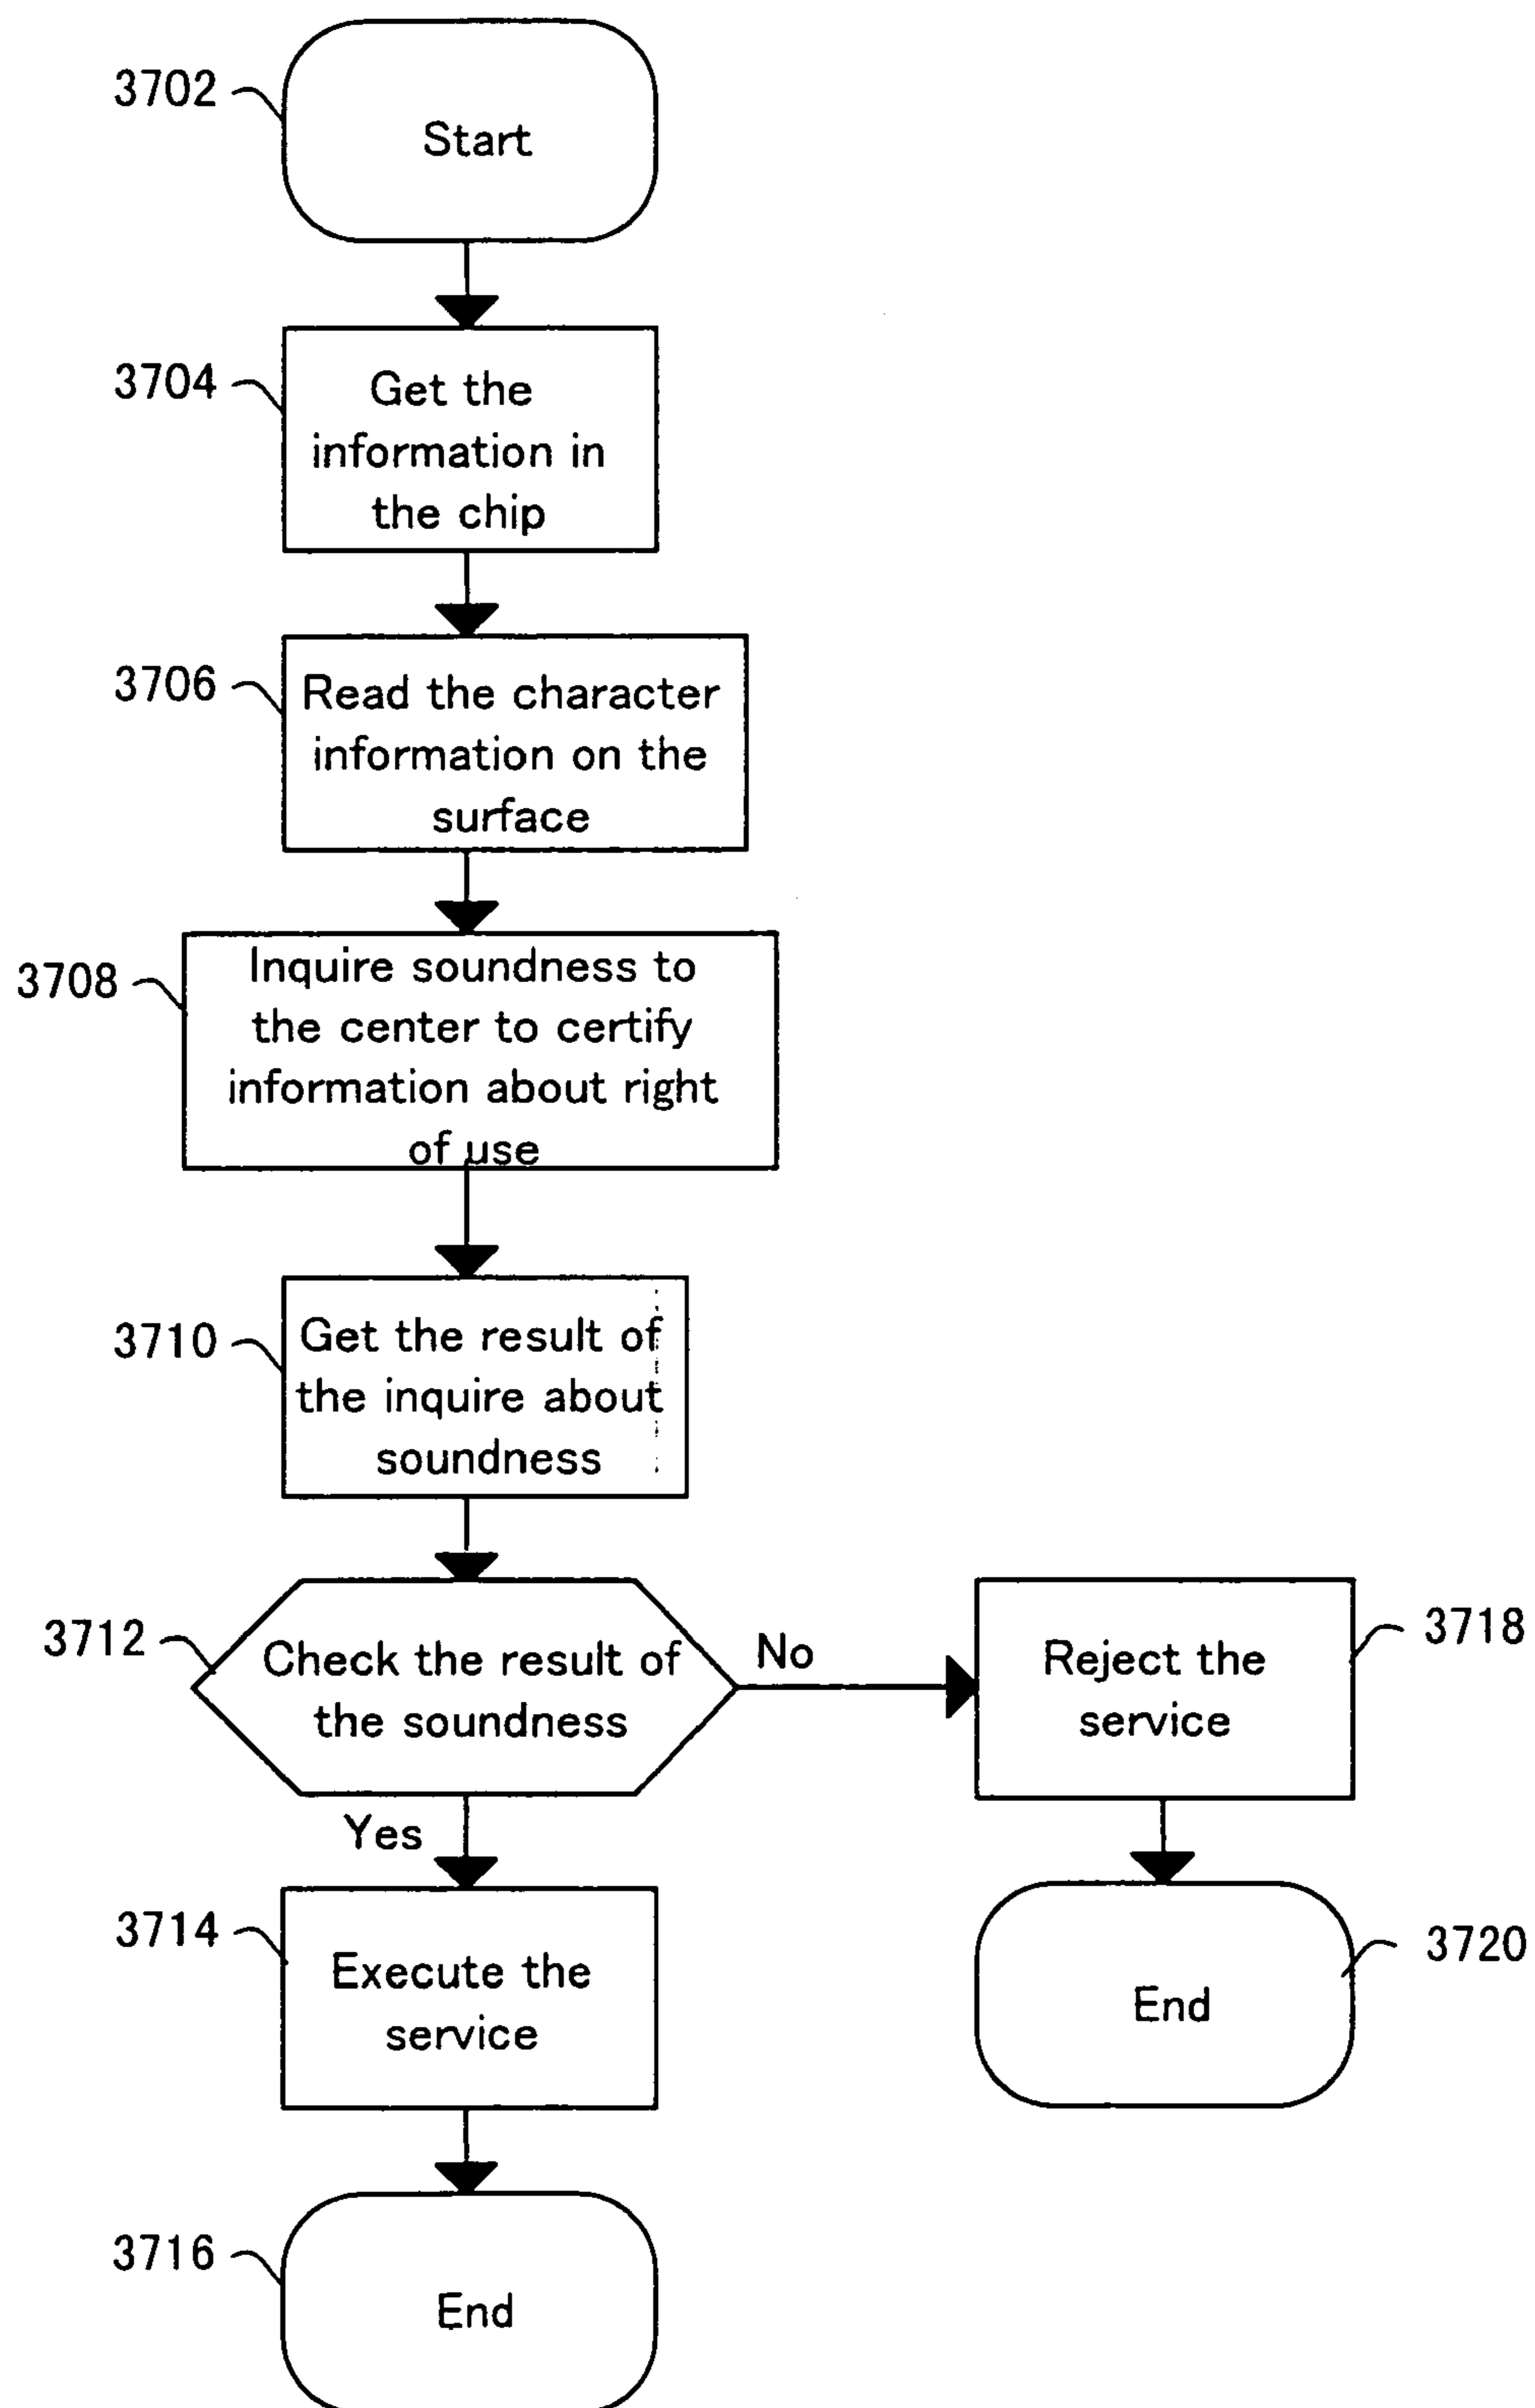 3702
Start
3704
Get the
information in
the chip
3706
Read the character
information on the
surface
3708
Inquire soundness to
the center to certify
information about right
of use
3710
Get the result of
the inquire about
soundness
3712
Check the result of
the soundness
No
3718
Reject the
service
Yes
3714
Execute the
service
3720
End
3716
End